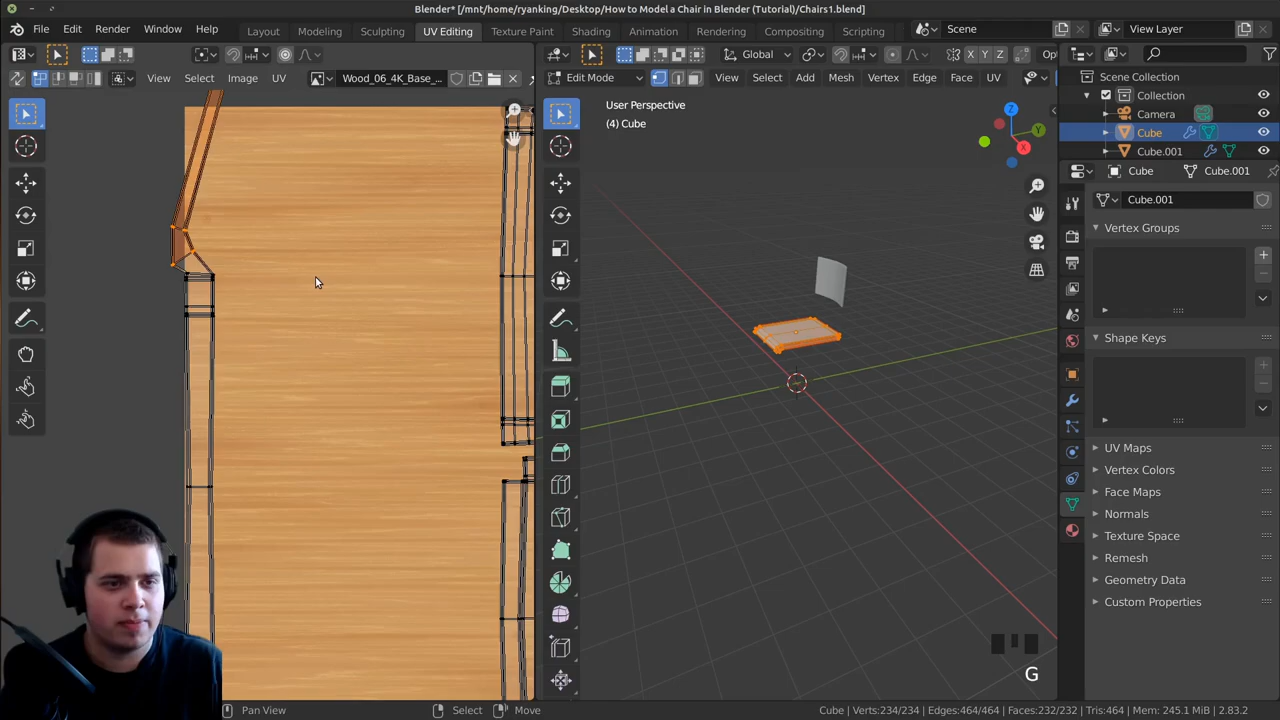 Blender* [/mnt/home/ryanking/Desktop/How to Model a Chair in Blender (Tutorial)/Chairs1.blend]
File Edit Render Window Help Layout Modeling Sculpting UV Editing Texture Paint Shading Animation Rendering Compositing Scripting Scene View Layer
Global X Y Z Op
View Select Image UV Wood_06_4K_Base_... Edit Mode View Select Add Mesh Vertex Edge Face UV
User Perspective
(4) Cube
Scene Collection
Collection
Camera
Cube
Cube.001
Cube Cube.001
Cube.001
Vertex Groups
Shape Keys
UV Maps
Vertex Colors
Face Maps
Normals
Texture Space
Remesh
Geometry Data
Custom Properties
X
Y
Z
G
Pan View Select Move Cube | Verts:234/234 | Edges:464/464 | Faces:232/232 | Tris:464 | Mem: 245.1 MiB | 2.83.2